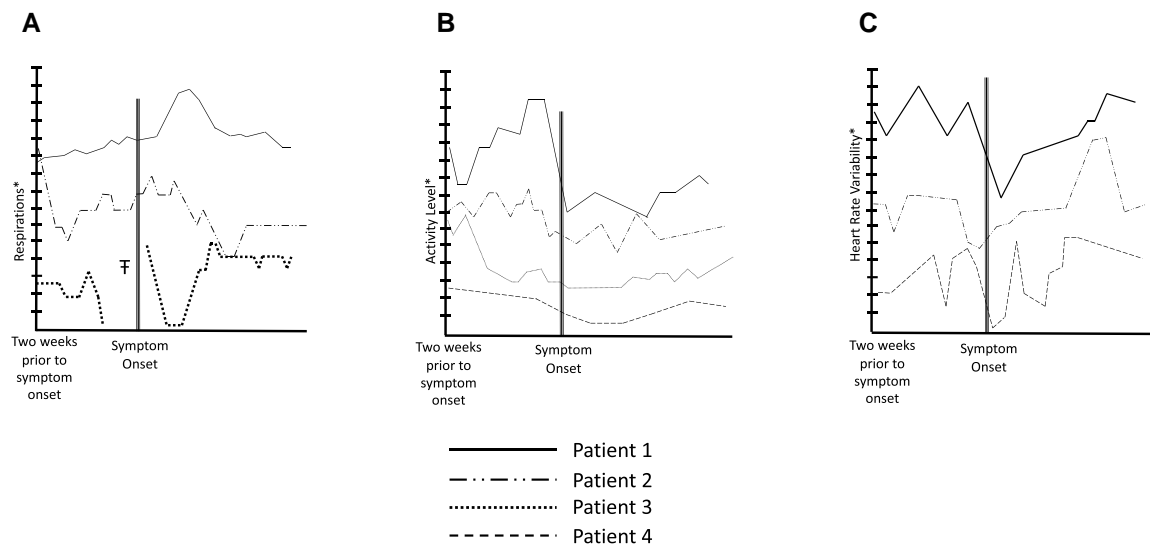 A
B
C
Respirations*
Ŧ
Two weeks
prior to
symptom
onset
Symptom
Onset
Activity Level*
Two weeks
prior to
symptom
onset
Symptom
Onset
Heart Rate Variability*
Two weeks
prior to
symptom
onset
Symptom
Onset
Patient 1
Patient 2
Patient 3
Patient 4